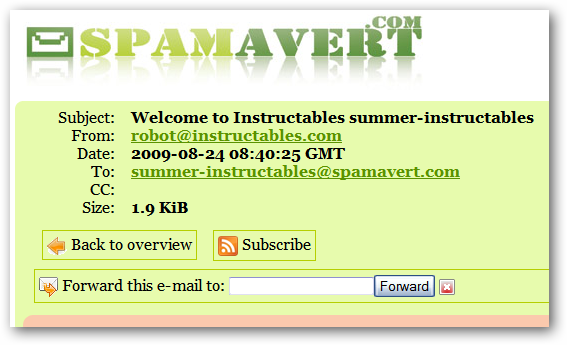 SPAMAVERT.COM
Subject: Welcome to Instructables summer-instructables
From: robot@instructables.com
Date: 2009-08-24 08:40:25 GMT
To: summer-instructables@spamavert.com
CC:
Size: 1.9 KiB
Back to overview Subscribe
Forward this e-mail to: Forward